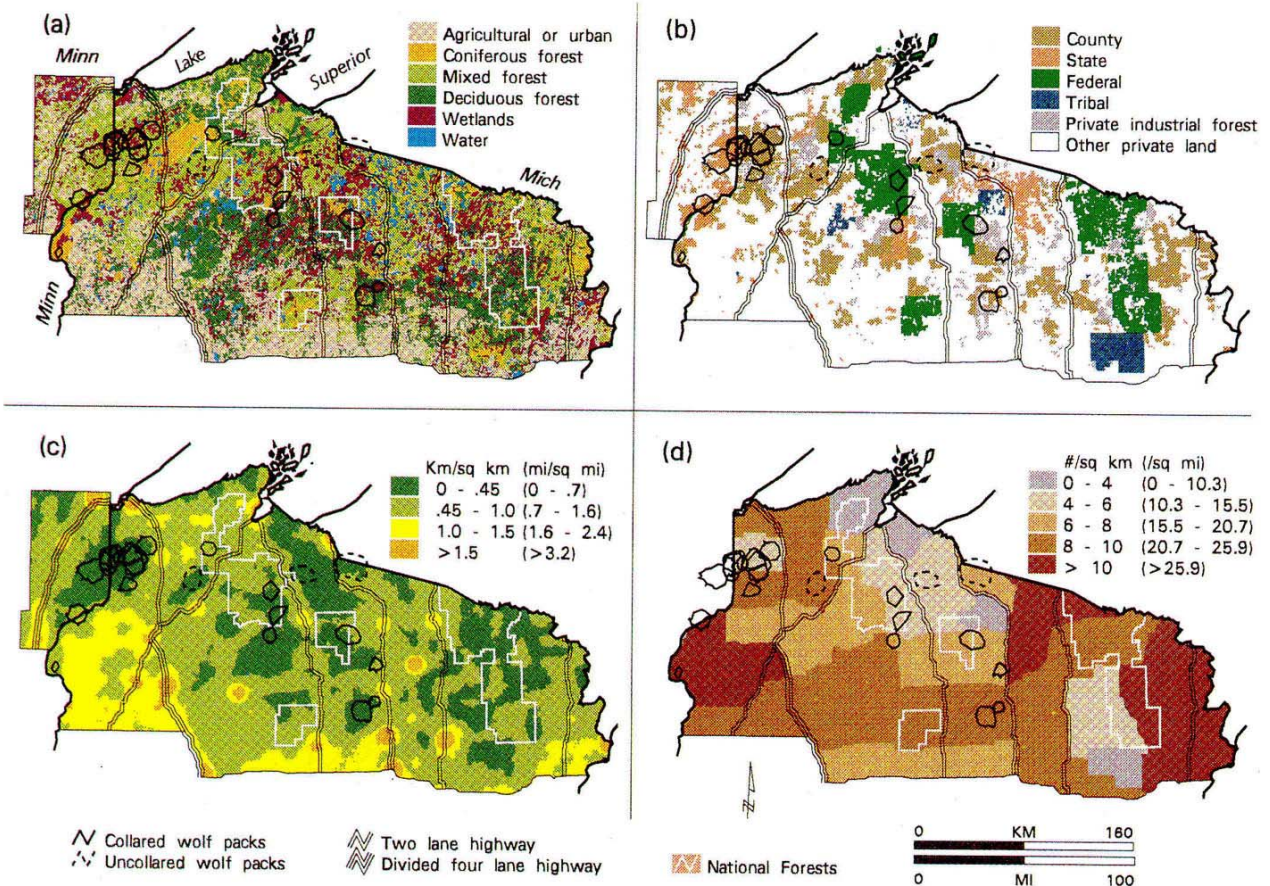 (a)
Minn
Lake
Superior
Mich
Minn
Agricultural or urban
Coniferous forest
Mixed forest
Deciduous forest
Wetlands
Water
(b)
County
State
Federal
Tribal
Private industrial forest
Other private land
(c)
Km/sq km (mi/sq mi)
0 - .45 (0 - .7)
.45 - 1.0 (.7 - 1.6)
1.0 - 1.5 (1.6 - 2.4)
>1.5 (>3.2)
(d)
#/sq km (/sq mi)
0 - 4 (0 - 10.3)
4 - 6 (10.3 - 15.5)
6 - 8 (15.5 - 20.7)
8 - 10 (20.7 - 25.9)
> 10 (>25.9)
N
Collared wolf packs
Uncollared wolf packs
Two lane highway
Divided four lane highway
National Forests
0 KM 160
0 MI 100